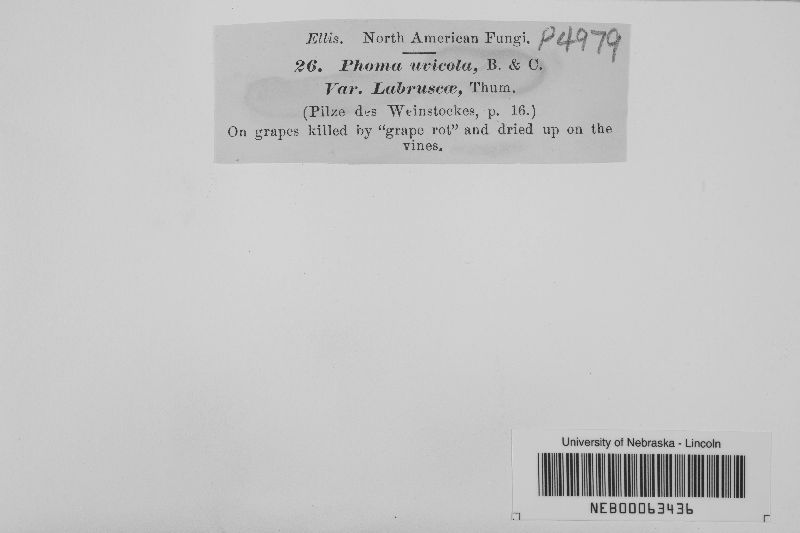 Ellis. North American Fungi. P4979
26. Phoma uvicola, B. & C.
Var. Labruscæ, Thum.
(Pilze des Weinstockes, p. 16.)
On grapes killed by “grape rot” and dried up on the
vines.
University of Nebraska - Lincoln
NEB00063436